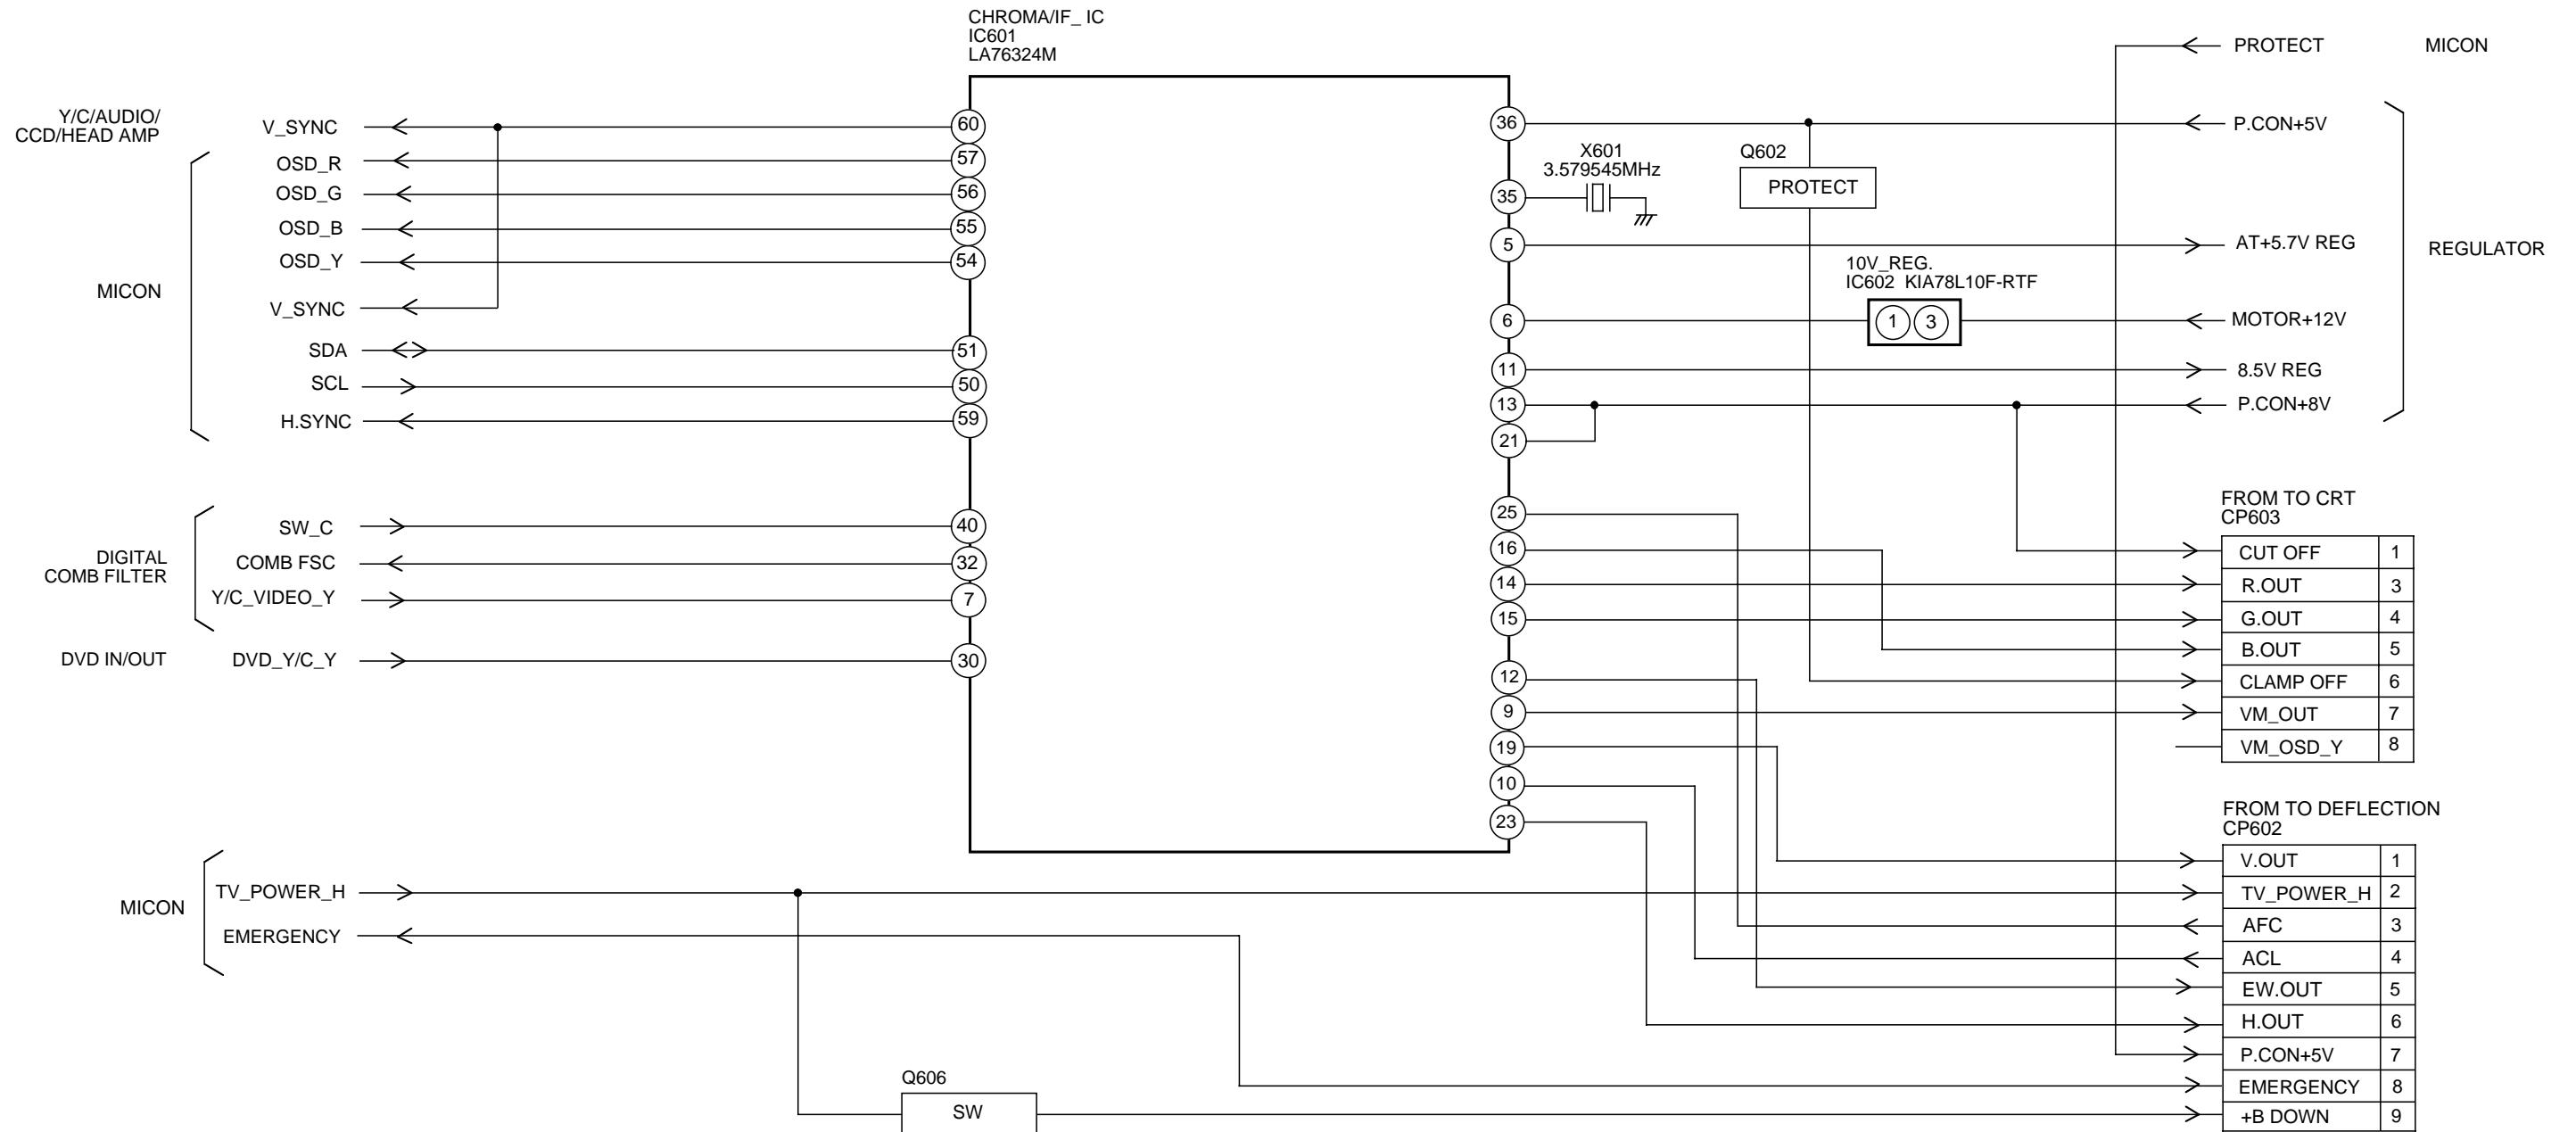 CHROMA/IF_ IC
IC601
LA76324M
PROTECT
MICON
Y/C/AUDIO/
CCD/HEAD AMP
V_SYNC
60
36
P.CON+5V
OSD_R
57
X601
3.579545MHz
Q602
PROTECT
OSD_G
56
35
OSD_B
55
5
AT+5.7V REG
REGULATOR
OSD_Y
54
10V_REG.
IC602 KIA78L10F-RTF
MICON
V_SYNC
6
1
3
MOTOR+12V
SDA
51
11
8.5V REG
SCL
50
13
P.CON+8V
H.SYNC
59
21
FROM TO CRT
CP603
DIGITAL
COMB FILTER
SW_C
40
25
COMB FSC
32
16
CUT OFF 1
Y/C_VIDEO_Y
7
14
R.OUT 3
15
G.OUT 4
DVD IN/OUT
DVD_Y/C_Y
30
B.OUT 5
12
CLAMP OFF 6
9
VM_OUT 7
19
VM_OSD_Y 8
10
23
FROM TO DEFLECTION
CP602
V.OUT 1
MICON
TV_POWER_H
TV_POWER_H 2
EMERGENCY
AFC 3
ACL 4
EW.OUT 5
H.OUT 6
P.CON+5V 7
Q606
EMERGENCY 8
SW
+B DOWN 9